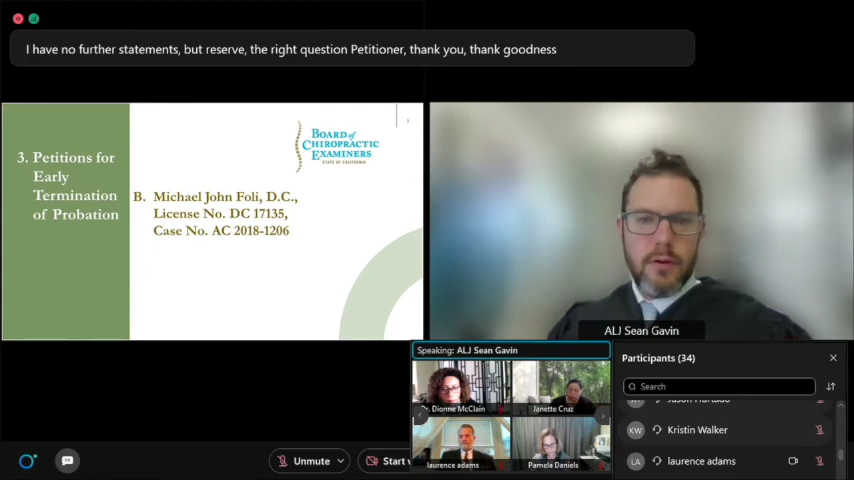 I have no further statements, but reserve, the right question Petitioner, thank you, thank goodness
3. Petitions for
Early
Termination
of Probation
3
BOARD of
CHIROPRACTIC
EXAMINERS
STATE OF CALIFORNIA
B. Michael John Foli, D.C.,
License No. DC 17135,
Case No. AC 2018-1206
ALJ Sean Gavin
Speaking: ALJ Sean Gavin
Dr. Dionne McClain
Janette Cruz
laurence adams
Pamela Daniels
Participants (34)
Search
KW Kristin Walker
LA laurence adams
Unmute
Start